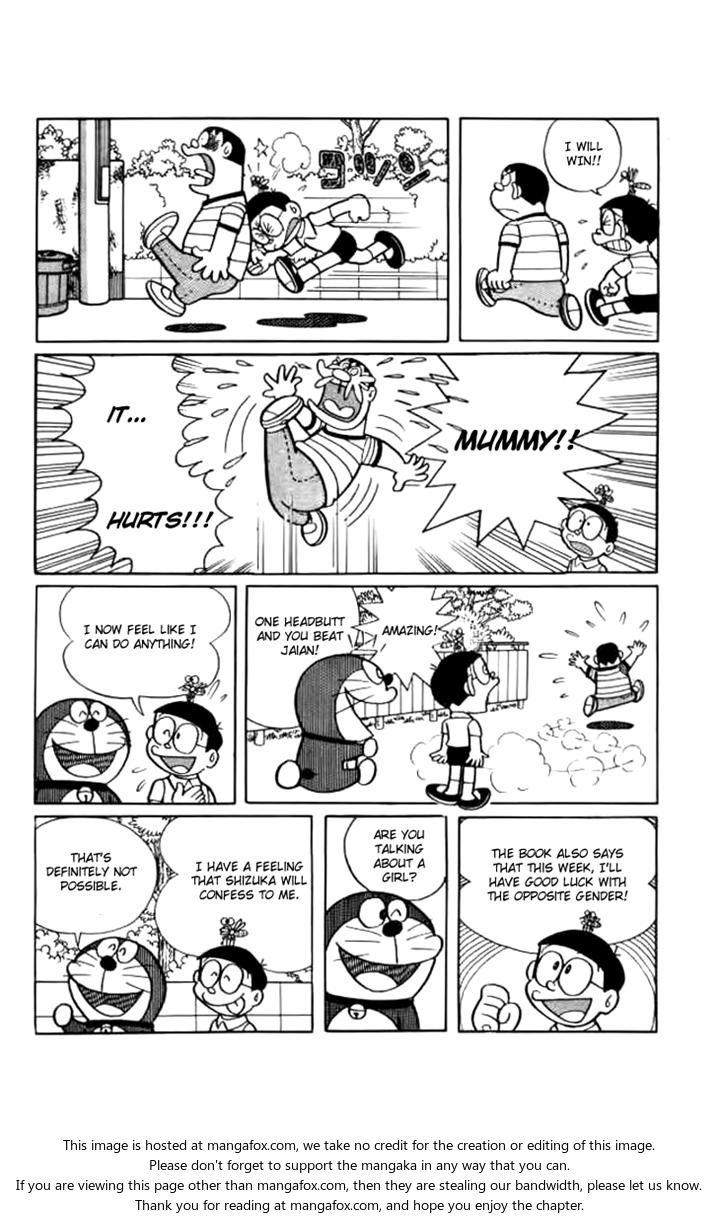 I WILL
WIN!!
ヨロッ
MUMMY!!
IT...
HURTS!!!
AMAZING!
ONE HEADBUTT
AND YOU BEAT
JAIAN!
I NOW FEEL LIKE I
CAN DO ANYTHING!
THE BOOK ALSO SAYS
THAT THIS WEEK, I'LL
HAVE GOOD LUCK WITH
THE OPPOSITE GENDER!
ARE YOU
TALKING
ABOUT A
GIRL?
I HAVE A FEELING
THAT SHIZUKA WILL
CONFESS TO ME.
THAT'S
DEFINITELY NOT
POSSIBLE.
This image is hosted at mangafox.com, we take no credit for the creation or editing of this image.
Please don't forget to support the mangaka in any way that you can.
If you are viewing this page other than mangafox.com, then they are stealing our bandwidth, please let us know.
Thank you for reading at mangafox.com, and hope you enjoy the chapter.